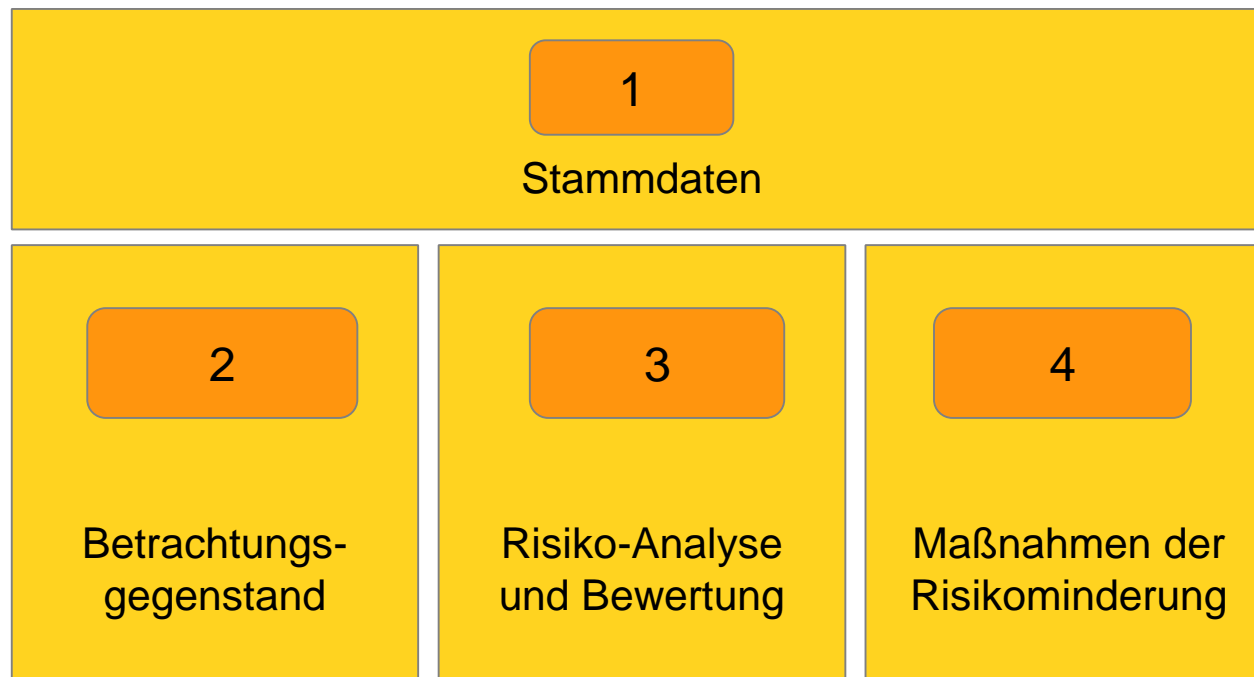 1
Stammdaten
2
Betrachtungs-
gegenstand
3
Risiko-Analyse
und Bewertung
4
Maßnahmen der
Risikominderung